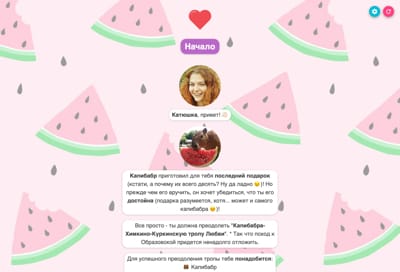 Начало
Катюшка, привет! 🌟
Капибабр приготовил для тебя последний подарок
(кстати, а почему их всего десять? Ну да ладно 😄)! Но
прежде чем его вручить, он хочет убедиться, что ты его
достойна (подарка разумеется, хотя... может и самого
капибабра 😏)!
Все просто - ты должна преодолеть "Капибабра-
Химкино-Куркинскую тропу Любви". * Так что поход к
Образовской придется ненадолго отложить.
Для успешного преодоления тропы тебе понадобится:
Капибабр